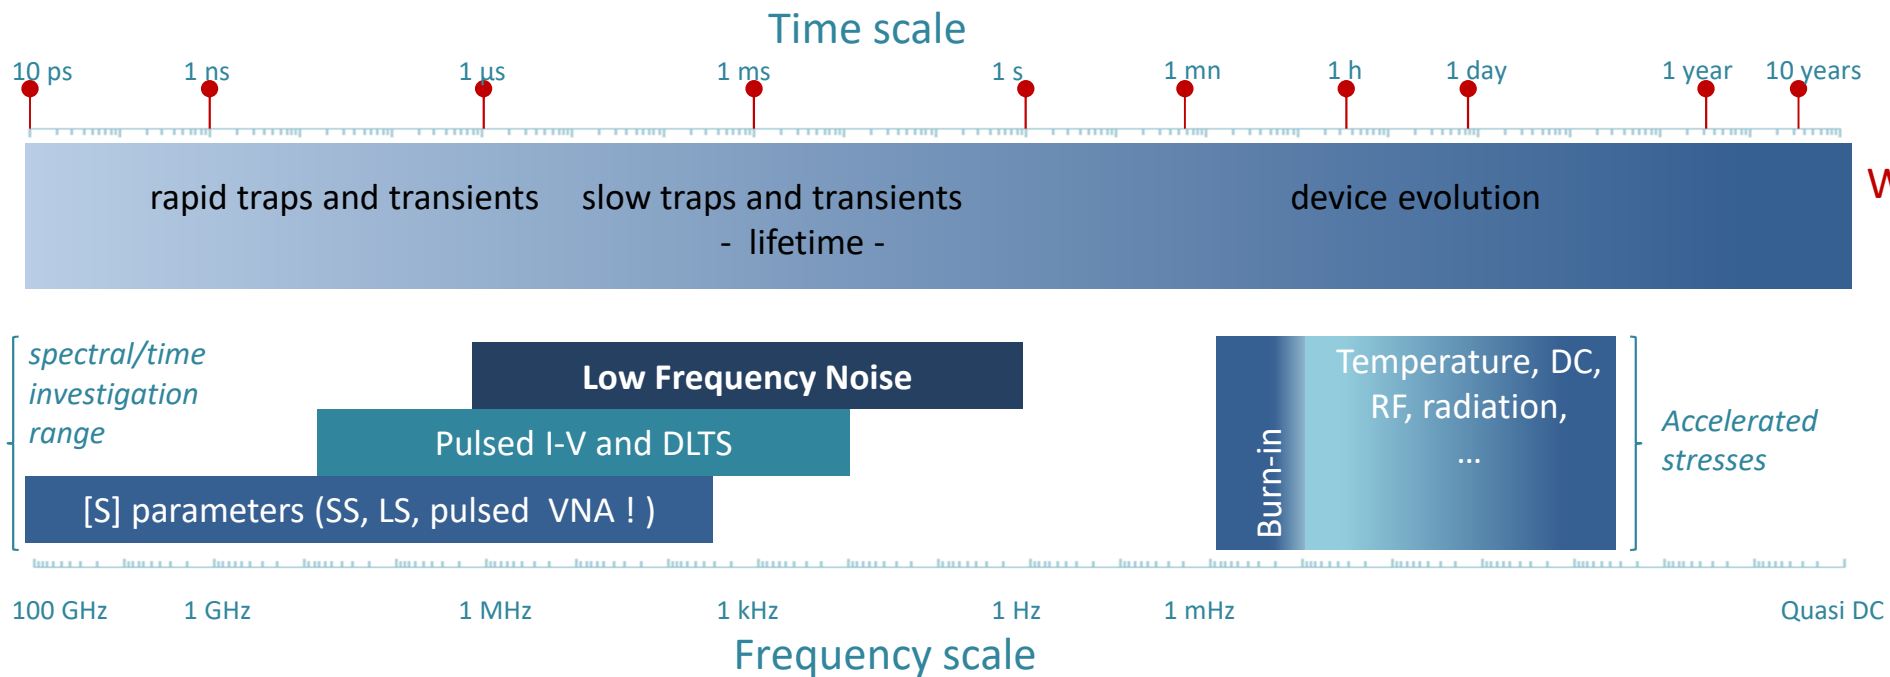 Time scale
10 ps 1 ns 1 µs 1 ms 1 s 1 mn 1 h 1 day 1 year 10 years
rapid traps and transients slow traps and transients device evolution
- lifetime -
W
spectral/time
investigation
range
Low Frequency Noise
Pulsed I-V and DLTS
[S] parameters (SS, LS, pulsed VNA ! )
Burn-in
Temperature, DC,
RF, radiation,
...
Accelerated
stresses
100 GHz 1 GHz 1 MHz 1 kHz 1 Hz 1 mHz Quasi DC
Frequency scale